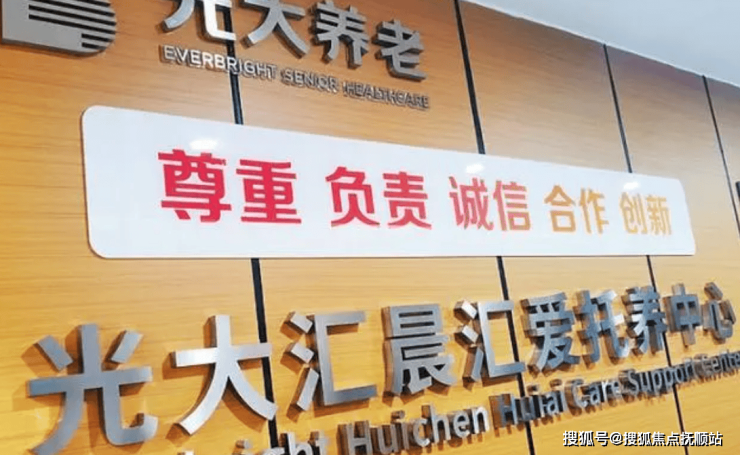 光大养老
EVERBRIGHT SENIOR HEALTHCARE
尊重 负责 诚信 合作 创新
光大汇晨汇爱托养中心
Huichen Huiai Care Support Center
搜狐号@搜狐焦点抚顺站